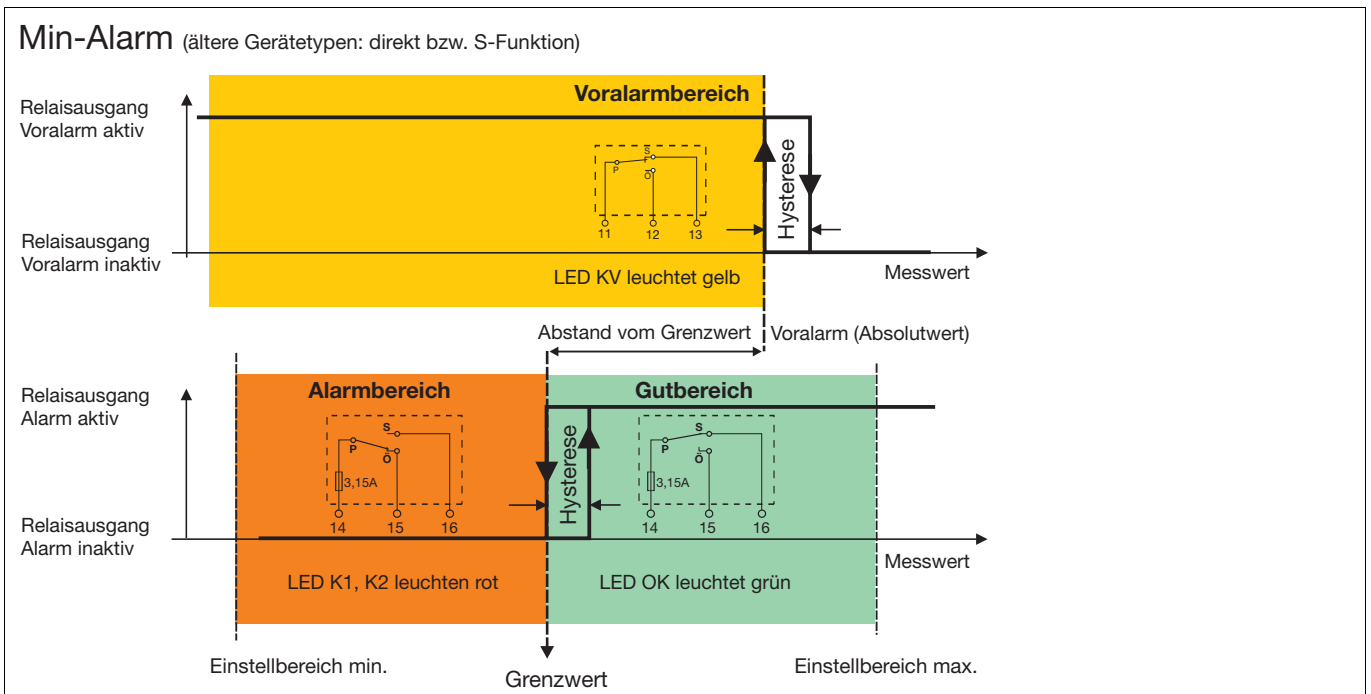 Min-Alarm (ältere Gerätetypen: direkt bzw. S-Funktion)
Relaisausgang
Voralarm aktiv
Voralarmbereich
S
P
Ö
11 12 13
Hysterese
Relaisausgang
Voralarm inaktiv
LED KV leuchtet gelb
Messwert
Abstand vom Grenzwert
Voralarm (Absolutwert)
Relaisausgang
Alarm aktiv
Alarmbereich
Gutbereich
S
P
Ö
3,15A
14 15 16
Hysterese
S
P
Ö
3,15A
14 15 16
Relaisausgang
Alarm inaktiv
Messwert
LED K1, K2 leuchten rot
LED OK leuchtet grün
Einstellbereich min.
Grenzwert
Einstellbereich max.